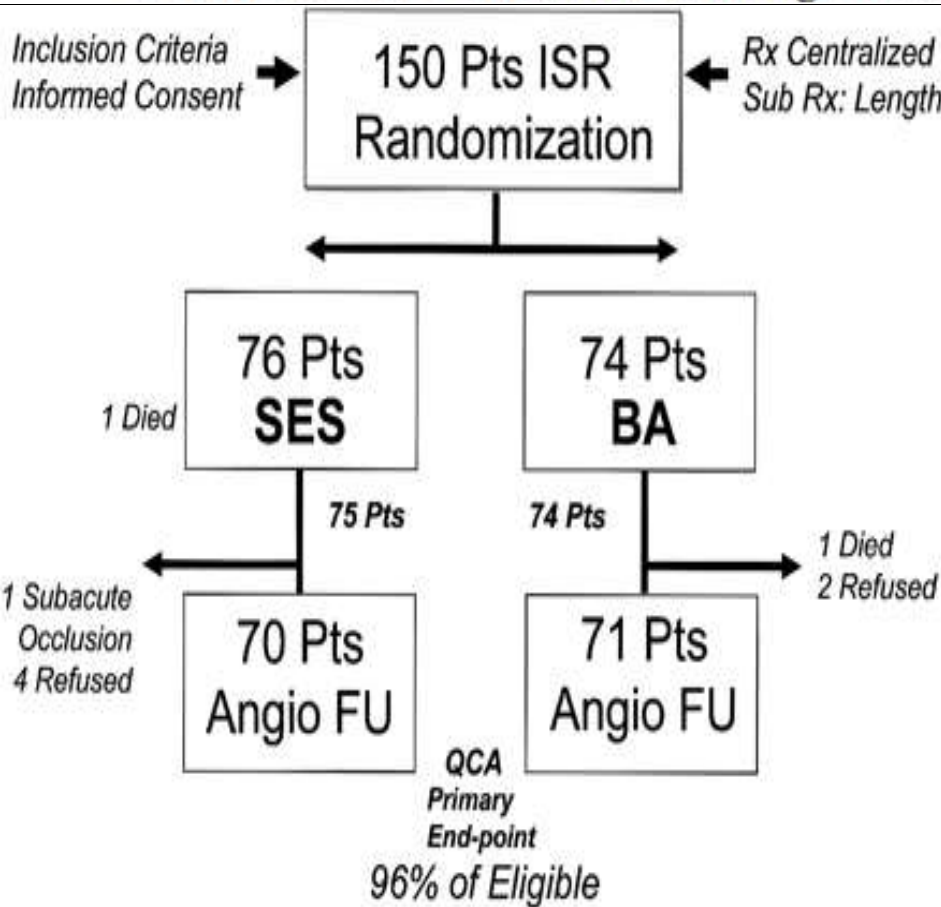 Inclusion Criteria
Informed Consent
150 Pts ISR
Randomization
Rx Centralized
Sub Rx: Length
76 Pts
SES
74 Pts
BA
1 Died
75 Pts
74 Pts
1 Died
2 Refused
1 Subacute
Occlusion
4 Refused
70 Pts
Angio FU
71 Pts
Angio FU
QCA
Primary
End-point
96% of Eligible